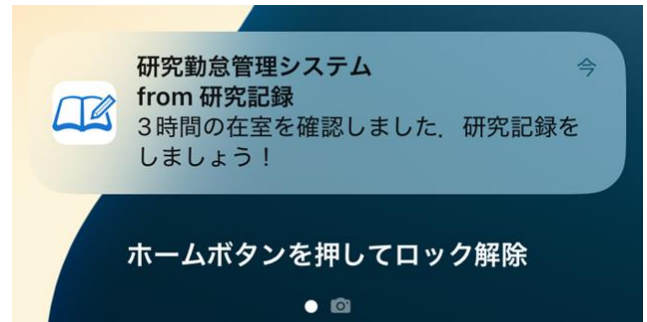 研究勤怠管理システム
今
from 研究記録
3時間の在室を確認しました．研究記録を
しましょう！
ホームボタンを押してロック解除